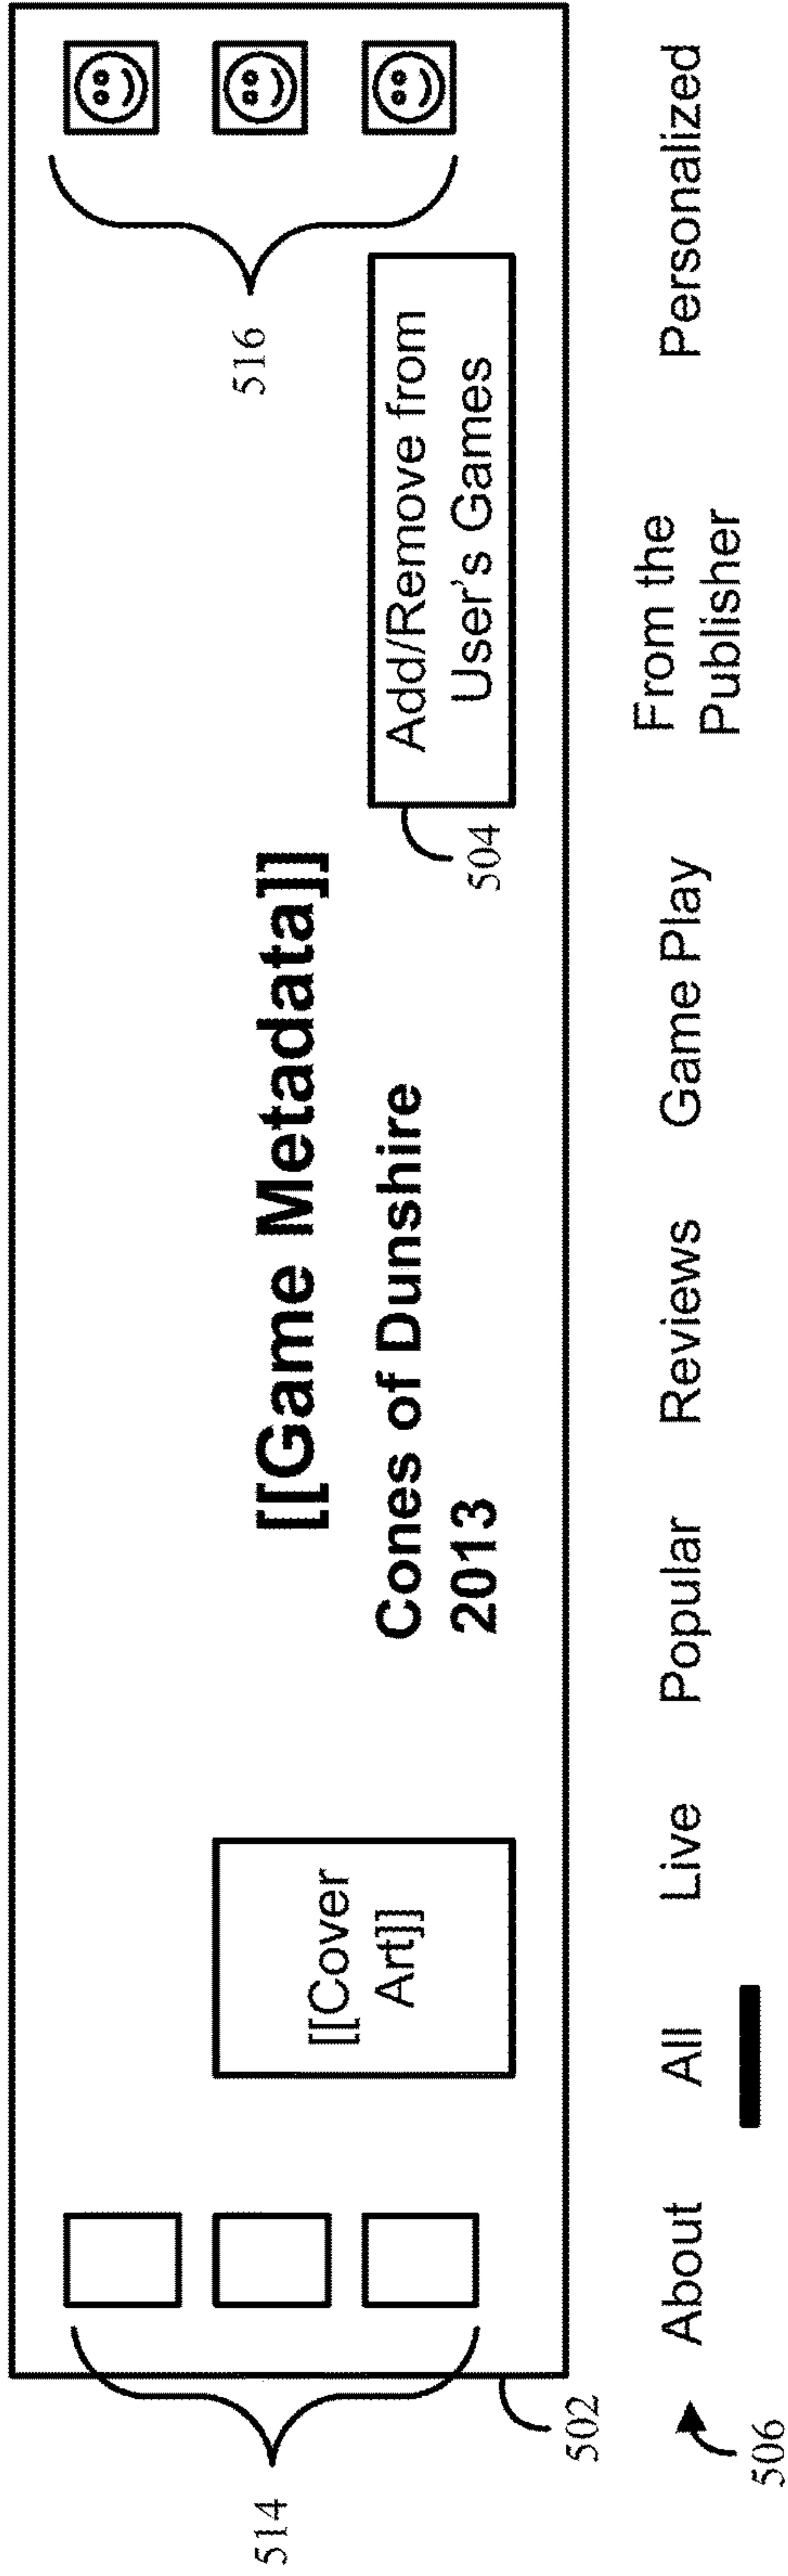 514
516
[[Game Metadata]]
[[Cover
Art]]
Cones of Dunshire
2013
Add/Remove from
User's Games
504
502
506
About
All
Live
Popular
Reviews
Game Play
From the
Publisher
Personalized